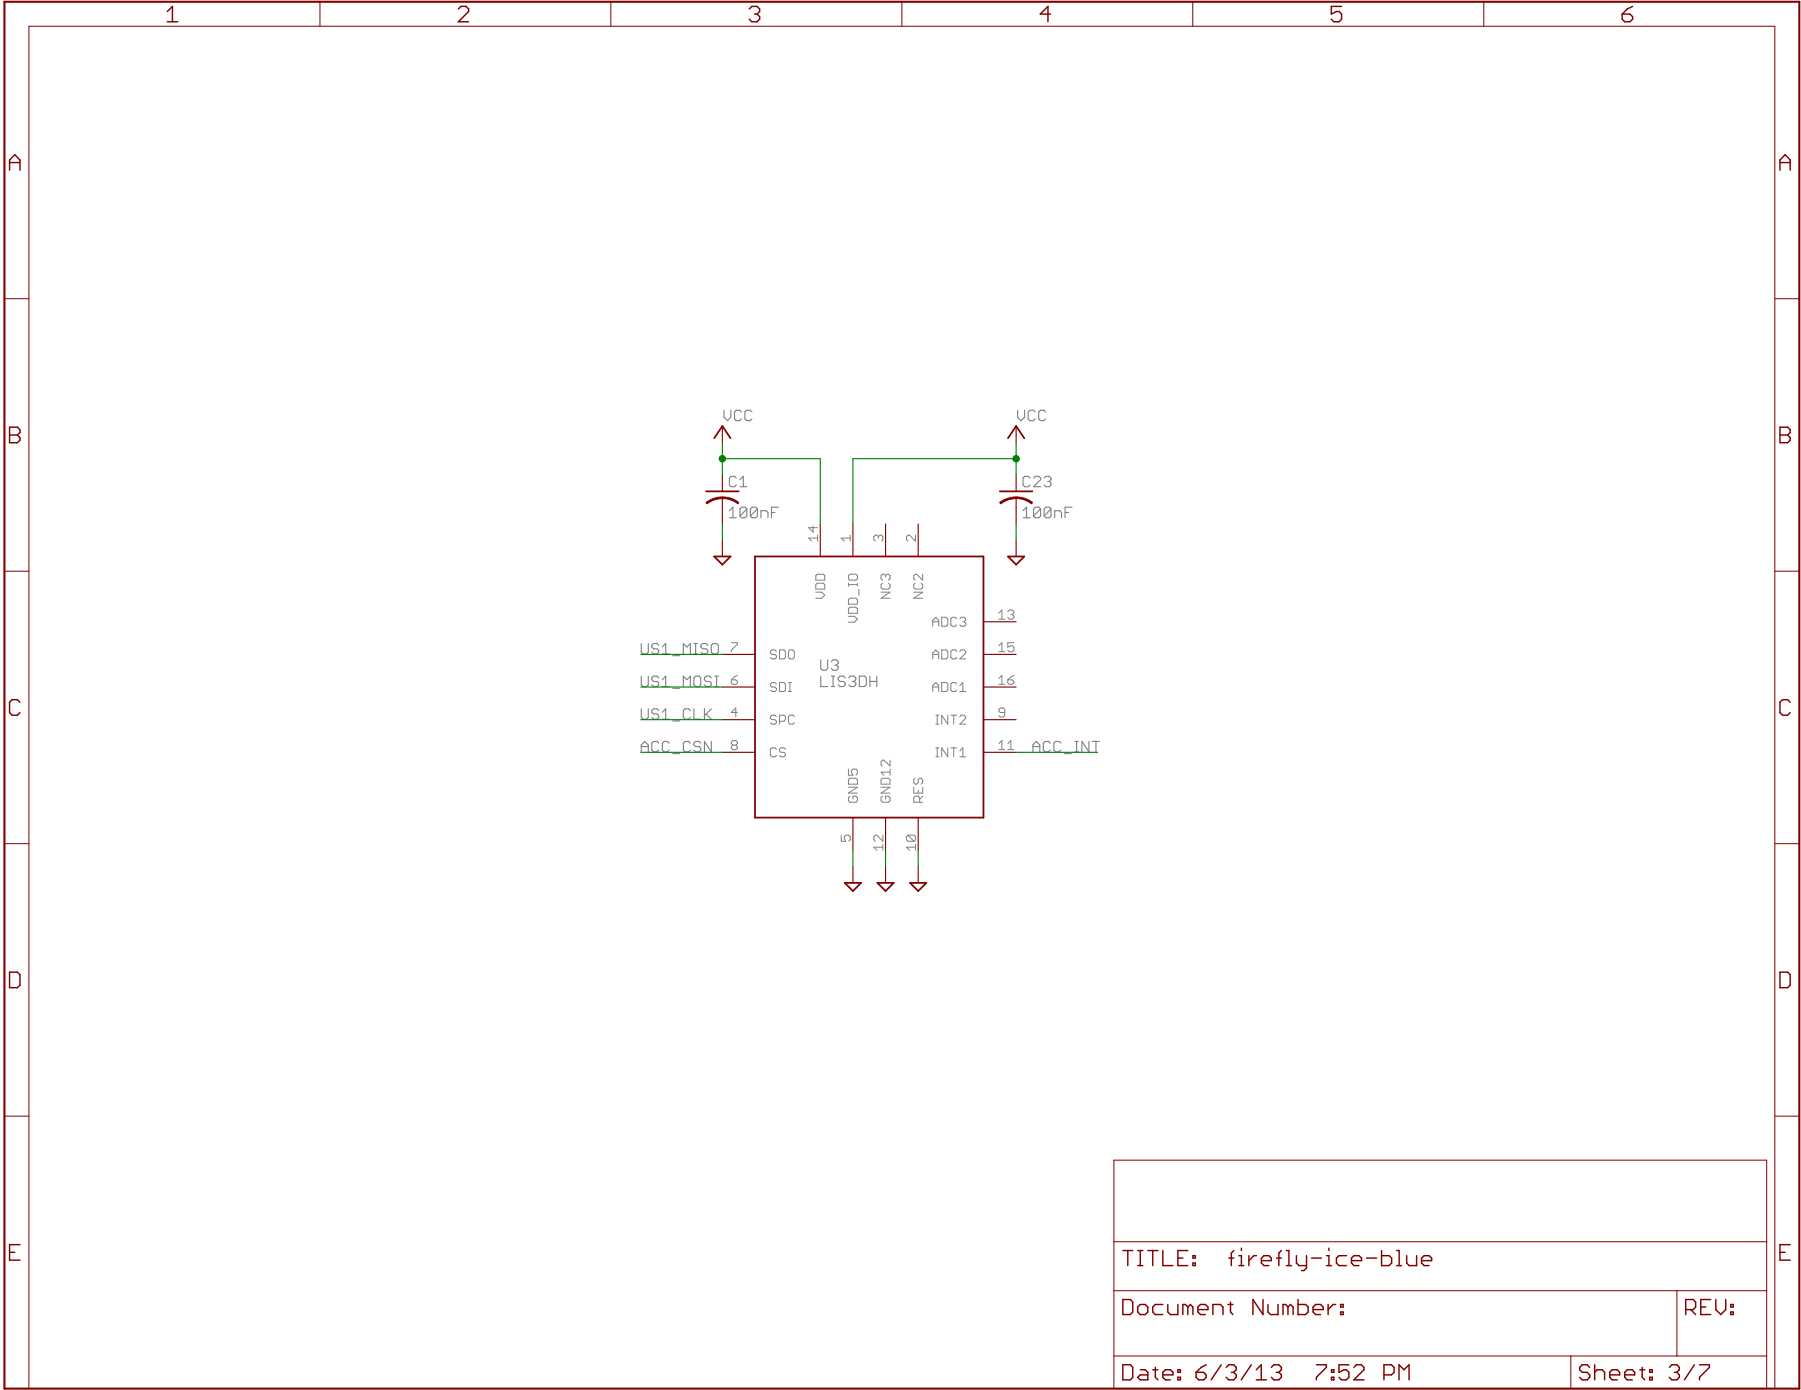 1 2 3 4 5 6
A A
B B
VCC VCC
C1 C23
100nF 100nF
14 1 3 2
VDD VDD_IO NC3 NC2
ADC3 13
US1_MISO 7 SDO ADC2 15
U3
US1_MOSI 6 SDI LIS3DH ADC1 16
C C
US1_CLK 4 SPC INT2 9
ACC_CSN 8 CS INT1 11 ACC_INT
GND5 GND12 RES
5 12 10
D D
E E
TITLE: firefly-ice-blue
Document Number: REV:
Date: 6/3/13 7:52 PM Sheet: 3/7